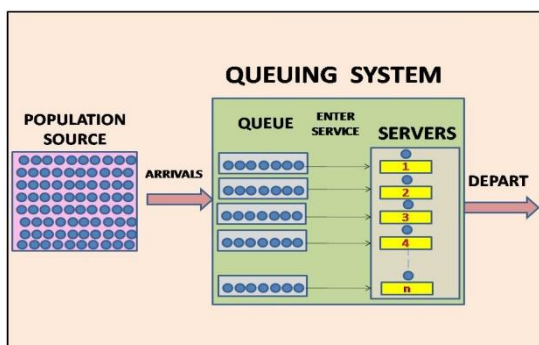 QUEUING SYSTEM
POPULATION
SOURCE
ARRIVALS
QUEUE
ENTER
SERVICE
SERVERS
1
2
3
4
n
DEPART